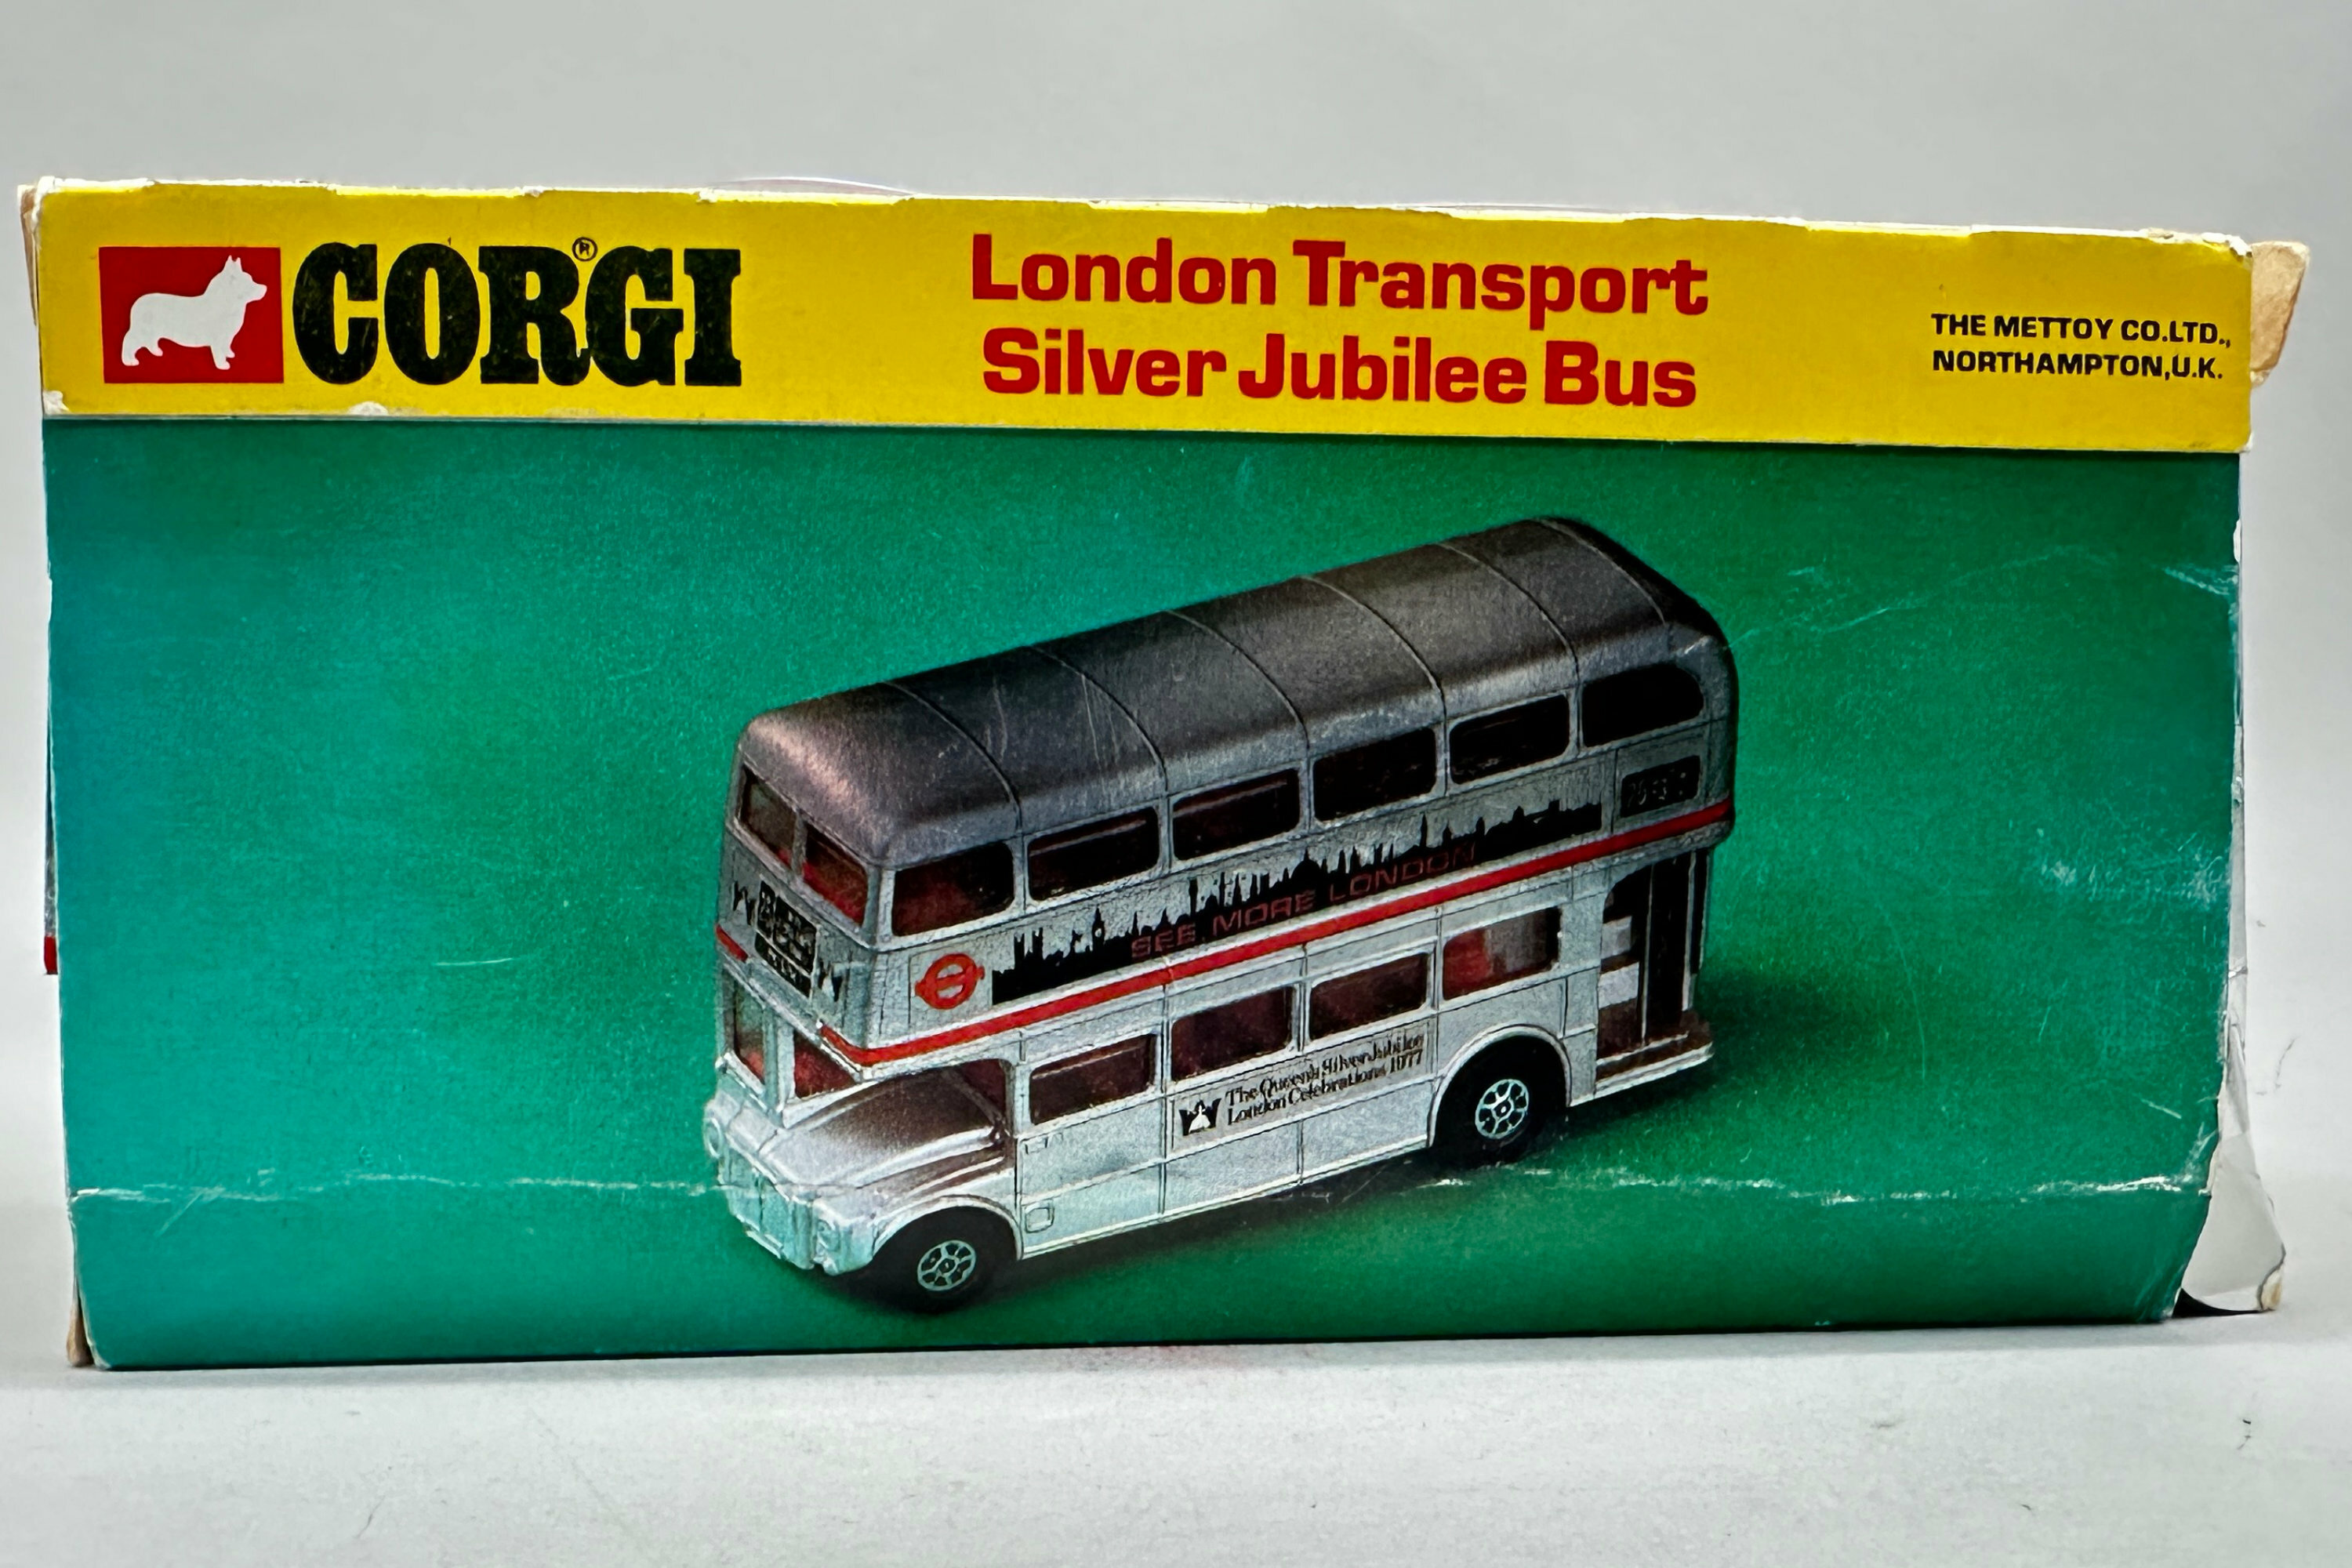 CORGI®
London Transport
Silver Jubilee Bus
THE METTOY CO.LTD.,
NORTHAMPTON,U.K.
SEE MORE LONDON
The Queen's Silver Jubilee
London Celebrations 1977